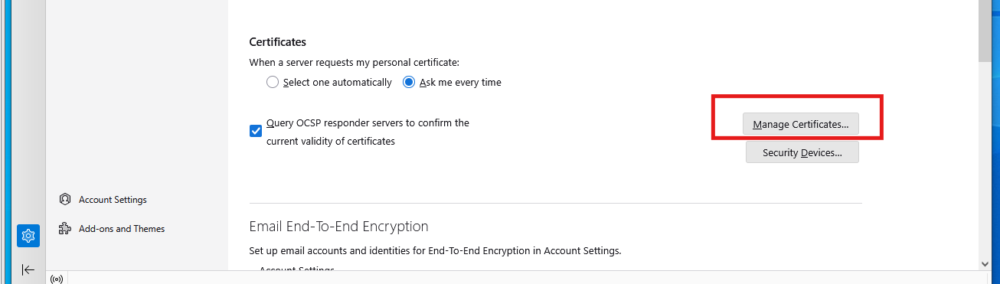 Certificates
When a server requests my personal certificate:
Select one automatically Ask me every time
Query OCSP responder servers to confirm the
current validity of certificates
Manage Certificates...
Security Devices...
Account Settings
Add-ons and Themes
Email End-To-End Encryption
Set up email accounts and identities for End-To-End Encryption in Account Settings.
Account Settings